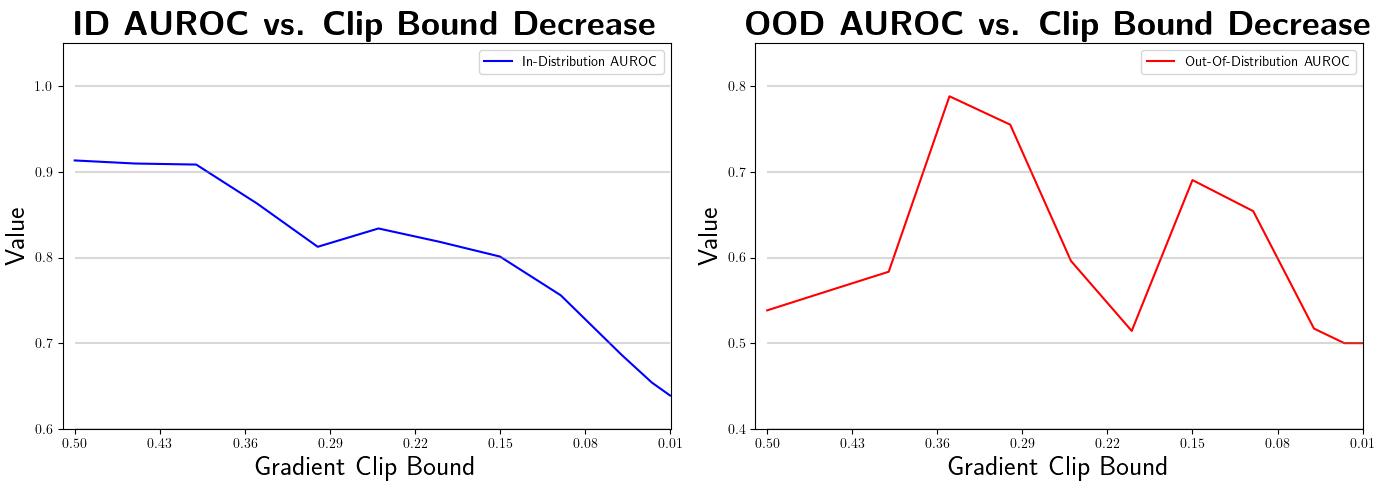 ID AUROC vs. Clip Bound Decrease
In-Distribution AUROC
1.0
0.9
0.8
0.7
0.6
Value
0.50 0.43 0.36 0.29 0.22 0.15 0.08 0.01
Gradient Clip Bound
OOD AUROC vs. Clip Bound Decrease
Out-Of-Distribution AUROC
0.8
0.7
0.6
0.5
0.4
Value
0.50 0.43 0.36 0.29 0.22 0.15 0.08 0.01
Gradient Clip Bound